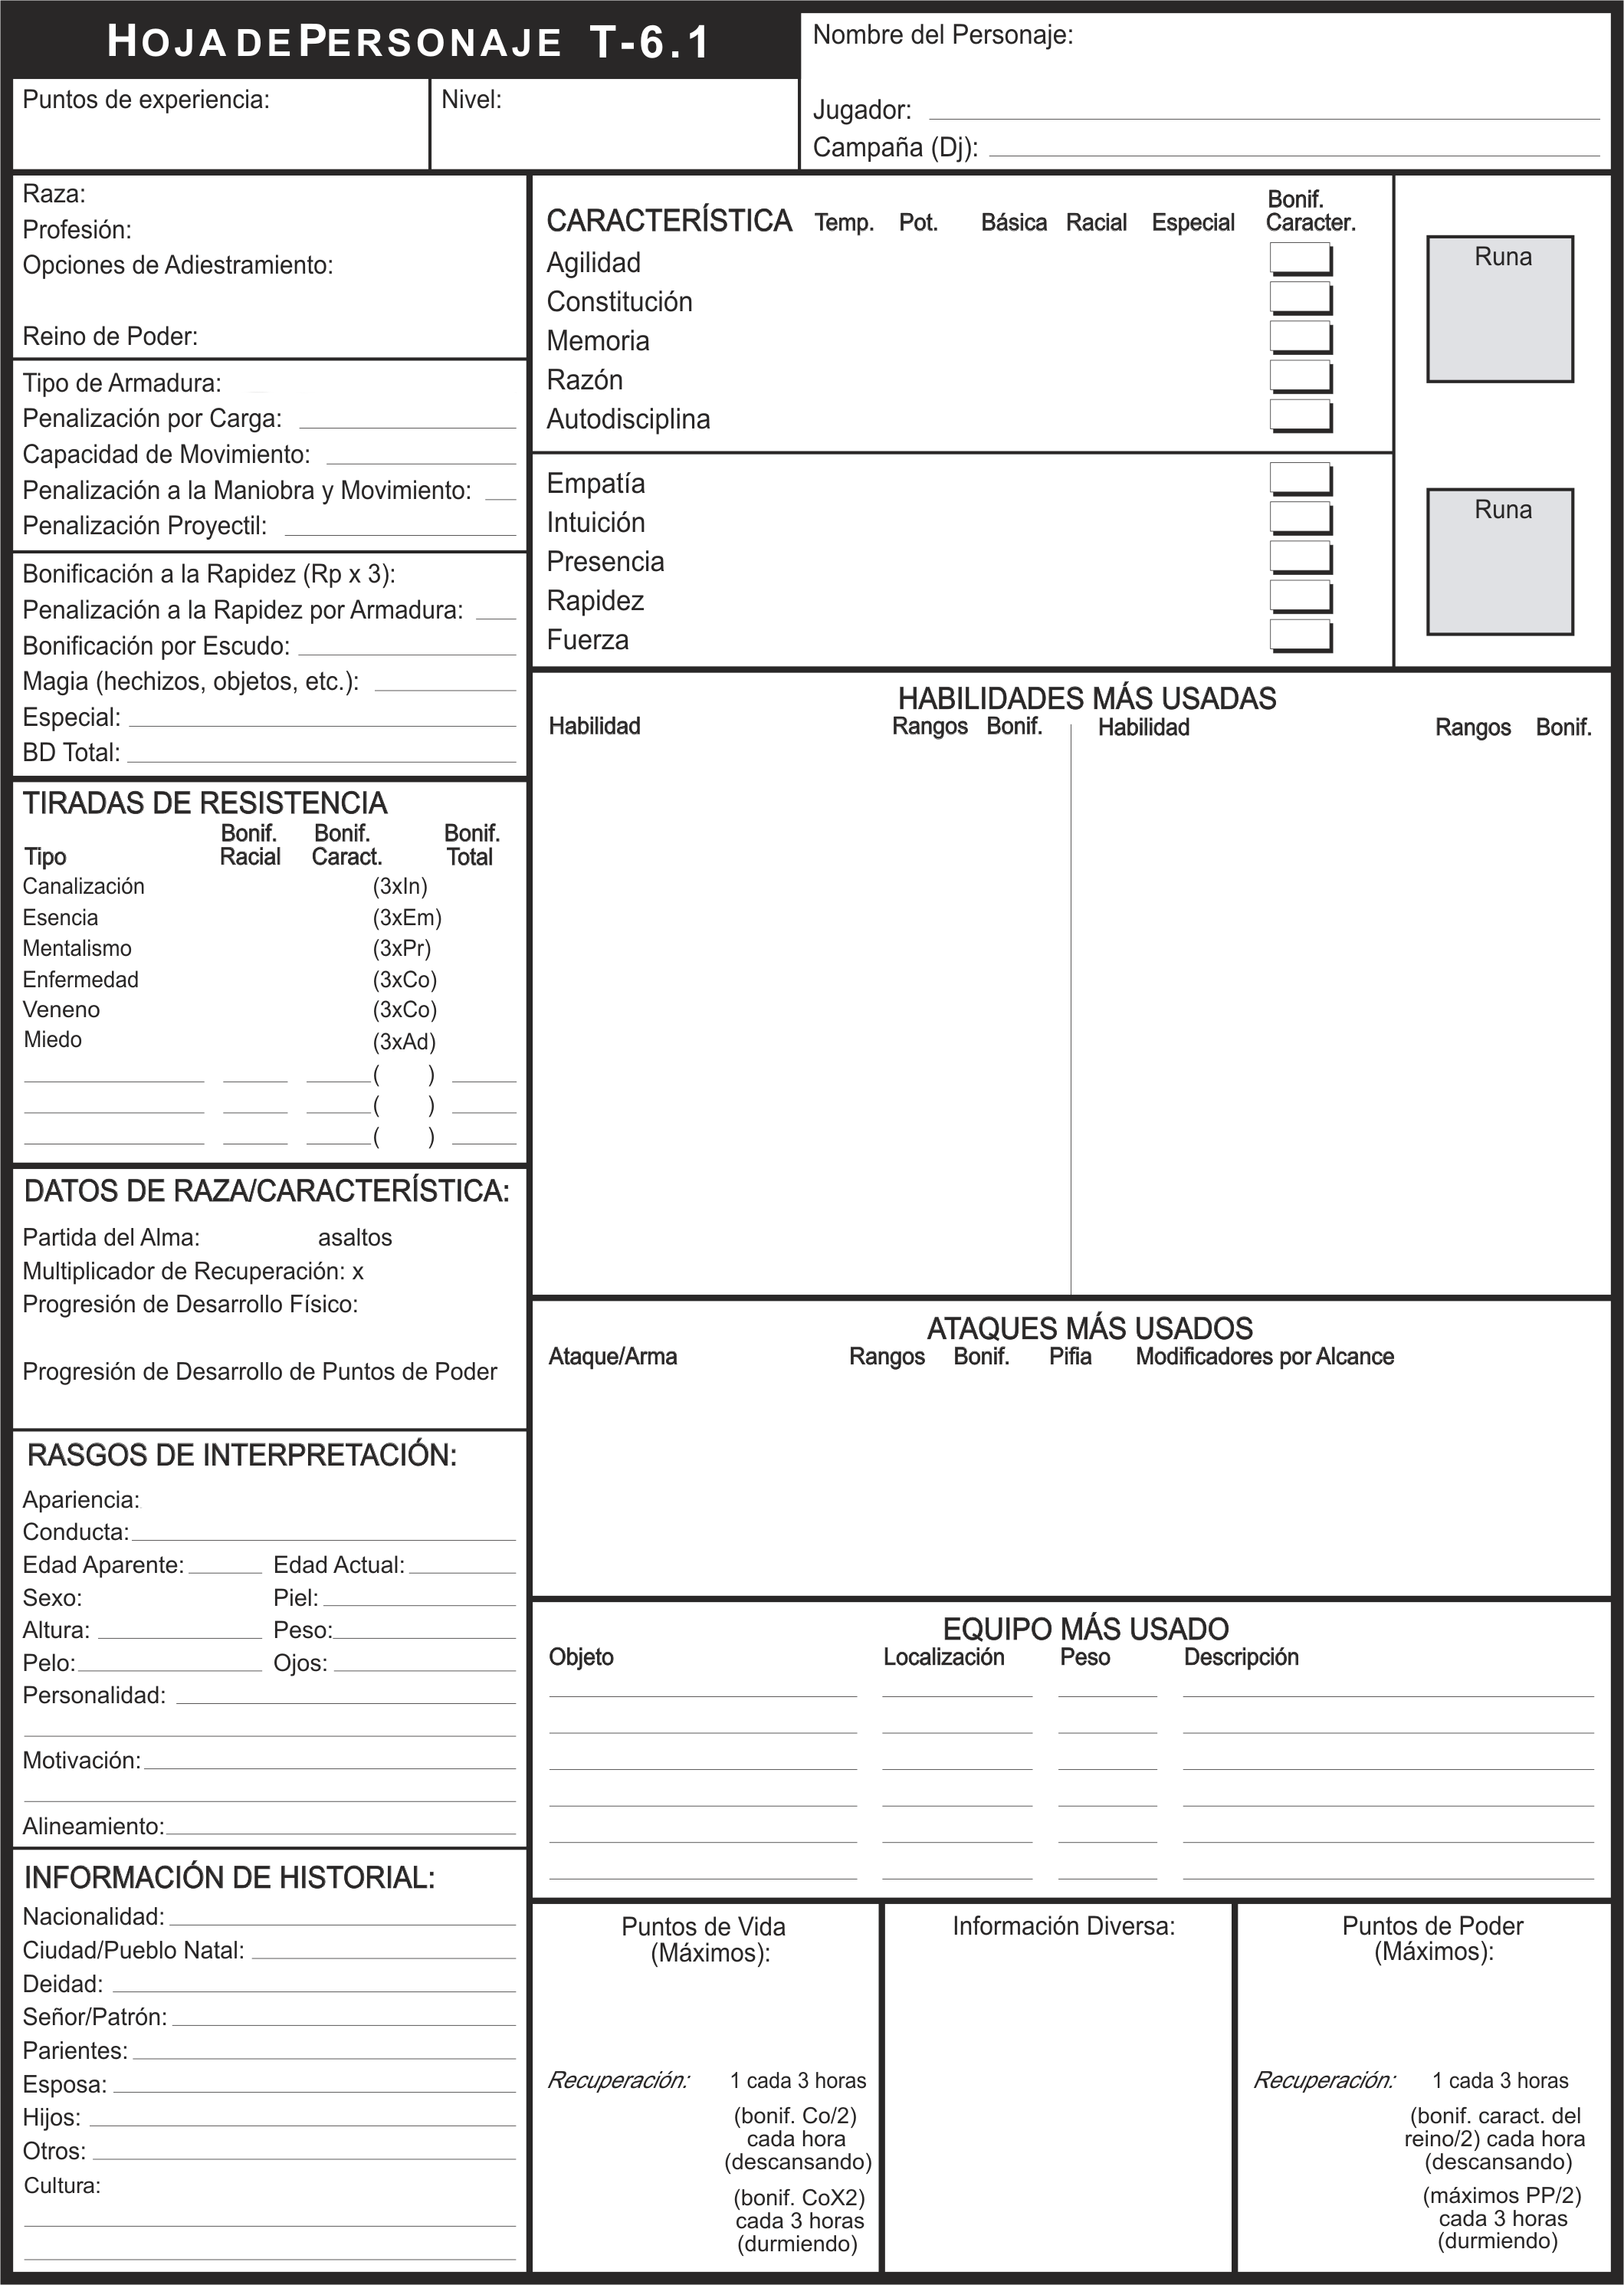 HOJA DE PERSONAJE T-6.1
Nombre del Personaje:
Jugador:
Campaña (Dj):
Puntos de experiencia:
Nivel:
Raza:
Profesión:
Opciones de Adiestramiento:
Reino de Poder:
Tipo de Armadura:
Penalización por Carga:
Capacidad de Movimiento:
Penalización a la Maniobra y Movimiento:
Penalización Proyectil:
Bonificación a la Rapidez (Rp x 3):
Penalización a la Rapidez por Armadura:
Bonificación por Escudo:
Magia (hechizos, objetos, etc.):
Especial:
BD Total:
TIRADAS DE RESISTENCIA
Bonif. Bonif. Bonif.
Tipo Racial Caract. Total
Canalización (3xIn)
Esencia (3xEm)
Mentalismo (3xPr)
Enfermedad (3xCo)
Veneno (3xCo)
Miedo (3xAd)
( )
( )
( )
DATOS DE RAZA/CARACTERÍSTICA:
Partida del Alma: asaltos
Multiplicador de Recuperación: x
Progresión de Desarrollo Físico:
Progresión de Desarrollo de Puntos de Poder
RASGOS DE INTERPRETACIÓN:
Apariencia:
Conducta:
Edad Aparente: Edad Actual:
Sexo: Piel:
Altura: Peso:
Pelo: Ojos:
Personalidad:
Motivación:
Alineamiento:
INFORMACIÓN DE HISTORIAL:
Nacionalidad:
Ciudad/Pueblo Natal:
Deidad:
Señor/Patrón:
Parientes:
Esposa:
Hijos:
Otros:
Cultura:
Bonif.
CARACTERÍSTICA Temp. Pot. Básica Racial Especial Caracter.
Agilidad
Constitución
Memoria
Razón
Autodisciplina
Empatía
Intuición
Presencia
Rapidez
Fuerza
Runa
Runa
HABILIDADES MÁS USADAS
Habilidad Rangos Bonif. Habilidad Rangos Bonif.
ATAQUES MÁS USADOS
Ataque/Arma Rangos Bonif. Pifia Modificadores por Alcance
EQUIPO MÁS USADO
Objeto Localización Peso Descripción
Puntos de Vida
(Máximos):
Recuperación: 1 cada 3 horas
(bonif. Co/2)
cada hora
(descansando)
(bonif. CoX2)
cada 3 horas
(durmiendo)
Información Diversa:
Puntos de Poder
(Máximos):
Recuperación: 1 cada 3 horas
(bonif. caract. del
reino/2) cada hora
(descansando)
(máximos PP/2)
cada 3 horas
(durmiendo)